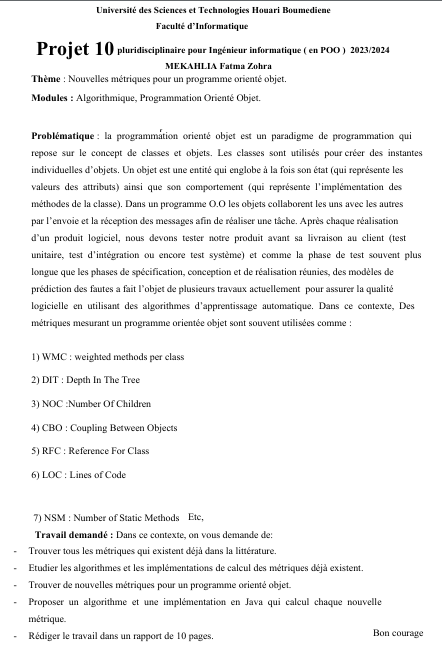 Université des Sciences et Technologies Houari Boumediene
Faculté d'Informatique
Projet 10 pluridisciplinaire pour Ingénieur informatique ( en POO ) 2023/2024
MEKAHLIA Fatma Zohra
Thème : Nouvelles métriques pour un programme orienté objet.
Modules : Algorithmique, Programmation Orienté Objet.
Problématique : la programmation orienté objet est un paradigme de programmation qui
repose sur le concept de classes et objets. Les classes sont utilisés pour créer des instances
individuelles d'objets. Un objet est une entité qui englobe à la fois son état (qui représente les
valeurs des attributs) ainsi que son comportement (qui représente l'implémentation des
méthodes de la classe). Dans un programme O.O les objets collaborent les uns avec les autres
par l'envoie et la réception des messages afin de réaliser une tâche. Après chaque réalisation
d'un produit logiciel, nous devons tester notre produit avant sa livraison au client (test
unitaire, test d'intégration ou encore test système) et comme la phase de test souvent plus
longue que les phases de spécification, conception et de réalisation réunies, des modèles de
prédiction des fautes a fait l'objet de plusieurs travaux actuellement pour assurer la qualité
logicielle en utilisant des algorithmes d'apprentissage automatique. Dans ce contexte, Des
métriques mesurant un programme orientée objet sont souvent utilisées comme :
1) WMC : weighted methods per class
2) DIT : Depth In The Tree
3) NOC :Number Of Children
4) CBO : Coupling Between Objects
5) RFC : Reference For Class
6) LOC : Lines of Code
7) NSM : Number of Static Methods Etc,
Travail demandé : Dans ce contexte, on vous demande de:
- Trouver tous les métriques qui existent déjà dans la littérature.
- Etudier les algorithmes et les implémentations de calcul des métriques déjà existent.
- Trouver de nouvelles métriques pour un programme orienté objet.
- Proposer un algorithme et une implémentation en Java qui calcul chaque nouvelle
métrique.
- Rédiger le travail dans un rapport de 10 pages.
Bon courage